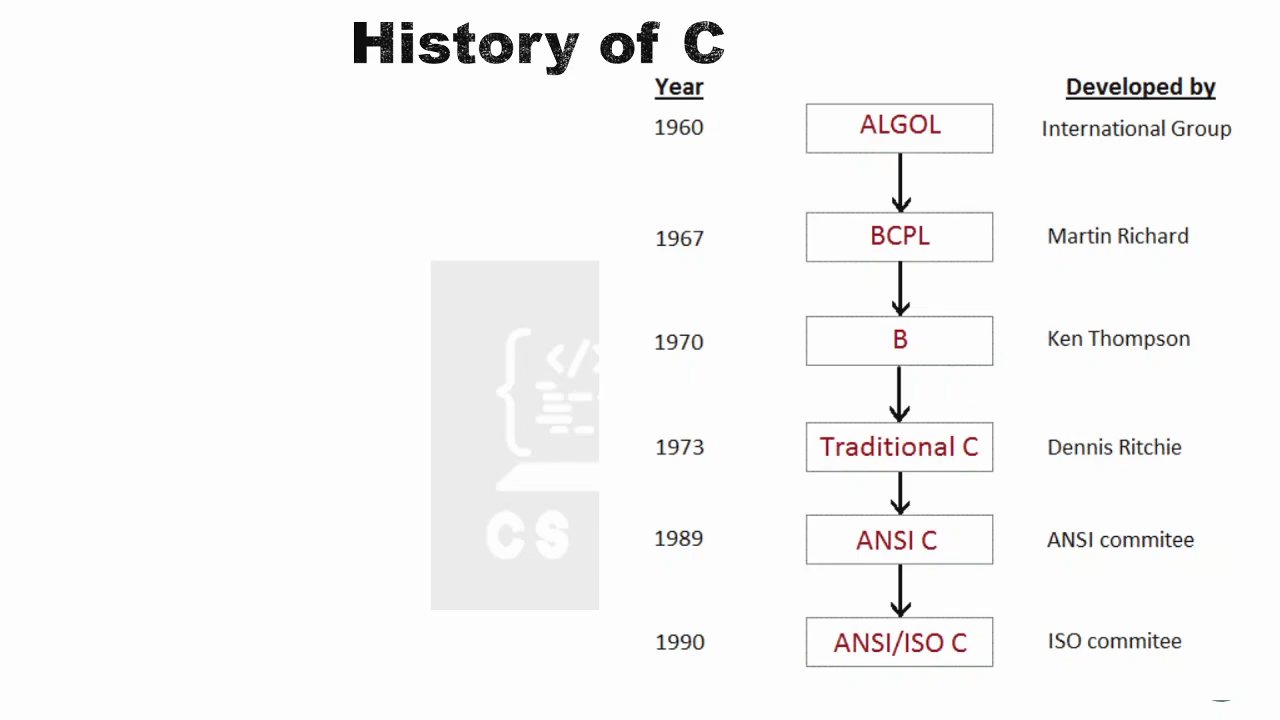 History of C
Year Developed by
1960 ALGOL International Group
1967 BCPL Martin Richard
1970 B Ken Thompson
</>
{
1973 Traditional C Dennis Ritchie
CS
1989 ANSI C ANSI commitee
1990 ANSI/ISO C ISO commitee